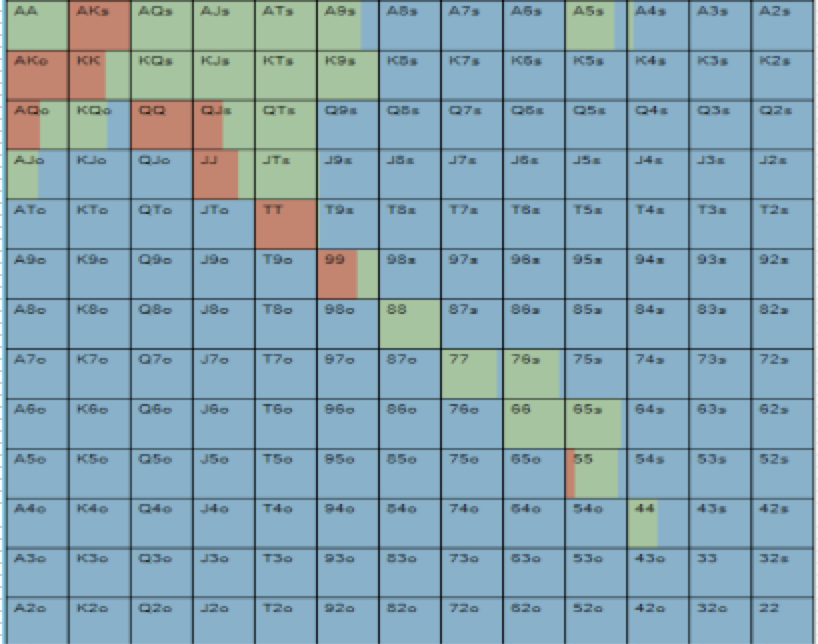 AA AKs AQs AJs ATs A9s A8s A7s A6s A5s A4s A3s A2s
AKo KK KQs KJs KTs K9s K8s K7s K6s K5s K4s K3s K2s
AQo KQo QQ QJs QTs Q9s Q8s Q7s Q6s Q5s Q4s Q3s Q2s
AJo KJo QJo JJ JTs J9s J8s J7s J6s J5s J4s J3s J2s
ATo KTo QTo JTo TT T9s T8s T7s T6s T5s T4s T3s T2s
A9o K9o Q9o J9o T9o 99 98s 97s 96s 95s 94s 93s 92s
A8o K8o Q8o J8o T8o 98o 88 87s 86s 85s 84s 83s 82s
A7o K7o Q7o J7o T7o 97o 87o 77 76s 75s 74s 73s 72s
A6o K6o Q6o J6o T6o 96o 86o 76o 66 65s 64s 63s 62s
A5o K5o Q5o J5o T5o 95o 85o 75o 65o 55 54s 53s 52s
A4o K4o Q4o J4o T4o 94o 84o 74o 64o 54o 44 43s 42s
A3o K3o Q3o J3o T3o 93o 83o 73o 63o 53o 43o 33 32s
A2o K2o Q2o J2o T2o 92o 82o 72o 62o 52o 42o 32o 22